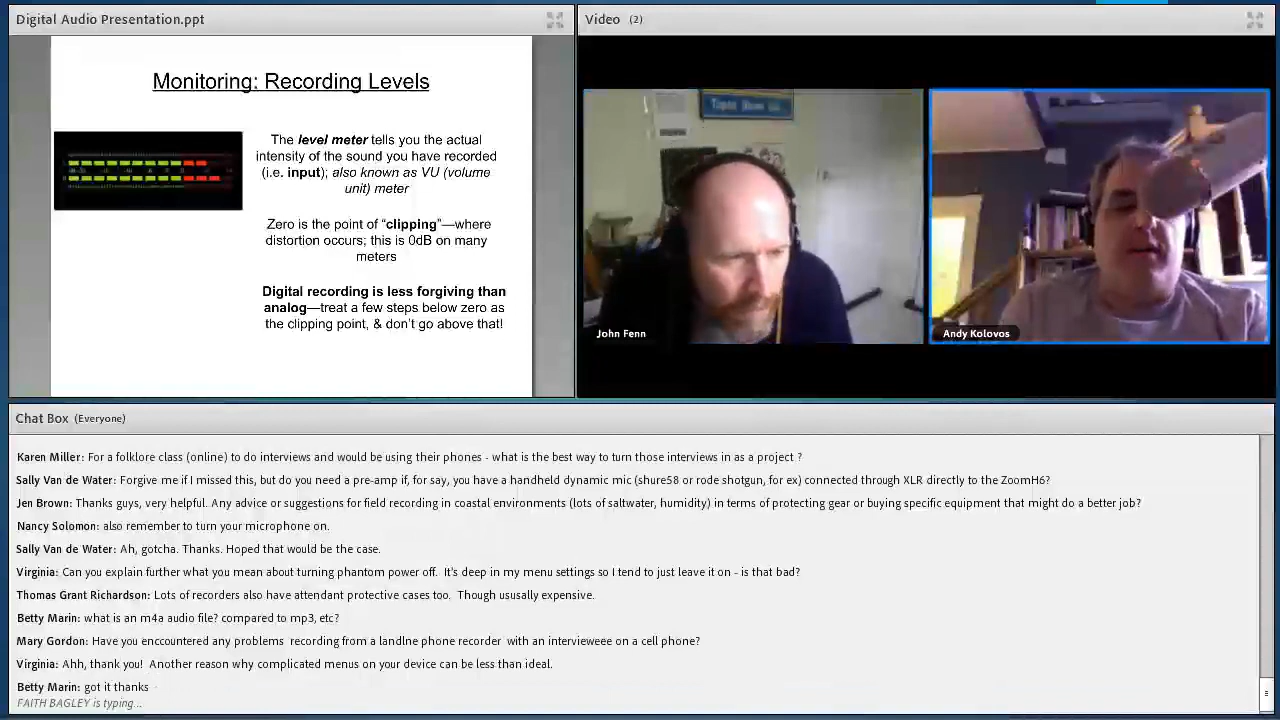 Digital Audio Presentation.ppt
Monitoring: Recording Levels
The level meter tells you the actual
intensity of the sound you have recorded
(i.e. input); also known as VU (volume
unit) meter
Zero is the point of “clipping”—where
distortion occurs; this is 0dB on many
meters
Digital recording is less forgiving than
analog—treat a few steps below zero as
the clipping point, & don't go above that!
Video (2)
John Fenn
Andy Kolovos
Chat Box (Everyone)
Karen Miller: For a folklore class (online) to do interviews and would be using their phones - what is the best way to turn those interviews in as a project ?
Sally Van de Water: Forgive me if I missed this, but do you need a pre-amp if, for say, you have a handheld dynamic mic (shure58 or rode shotgun, for ex) connected through XLR directly to the ZoomH6?
Jen Brown: Thanks guys, very helpful. Any advice or suggestions for field recording in coastal environments (lots of saltwater, humidity) in terms of protecting gear or buying specific equipment that might do a better job?
Nancy Solomon: also remember to turn your microphone on.
Sally Van de Water: Ah, gotcha. Thanks. Hoped that would be the case.
Virginia: Can you explain further what you mean about turning phantom power off.  It's deep in my menu settings so I tend to just leave it on - is that bad?
Thomas Grant Richardson: Lots of recorders also have attendant protective cases too.  Though ususally expensive.
Betty Marin: what is an m4a audio file? compared to mp3, etc?
Mary Gordon: Have you enccountered any problems  recording from a landlne phone recorder  with an interviewee on a cell phone?
Virginia: Ahh, thank you!  Another reason why complicated menus on your device can be less than ideal.
Betty Marin: got it thanks
FAITH BAGLEY is typing...